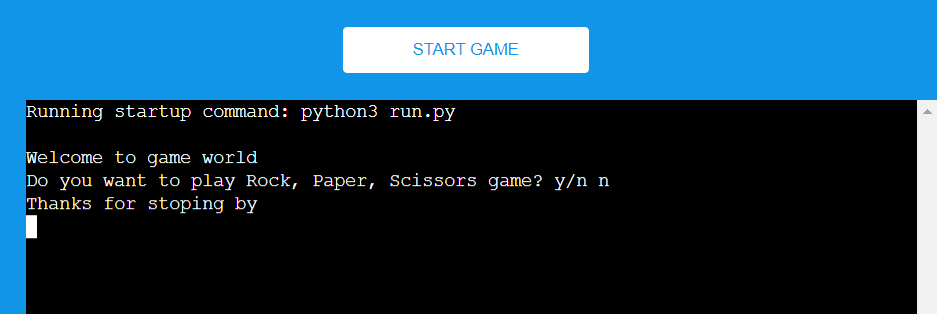 START GAME
Running startup command: python3 run.py
Welcome to game world
Do you want to play Rock, Paper, Scissors game? y/n n
Thanks for stoping by